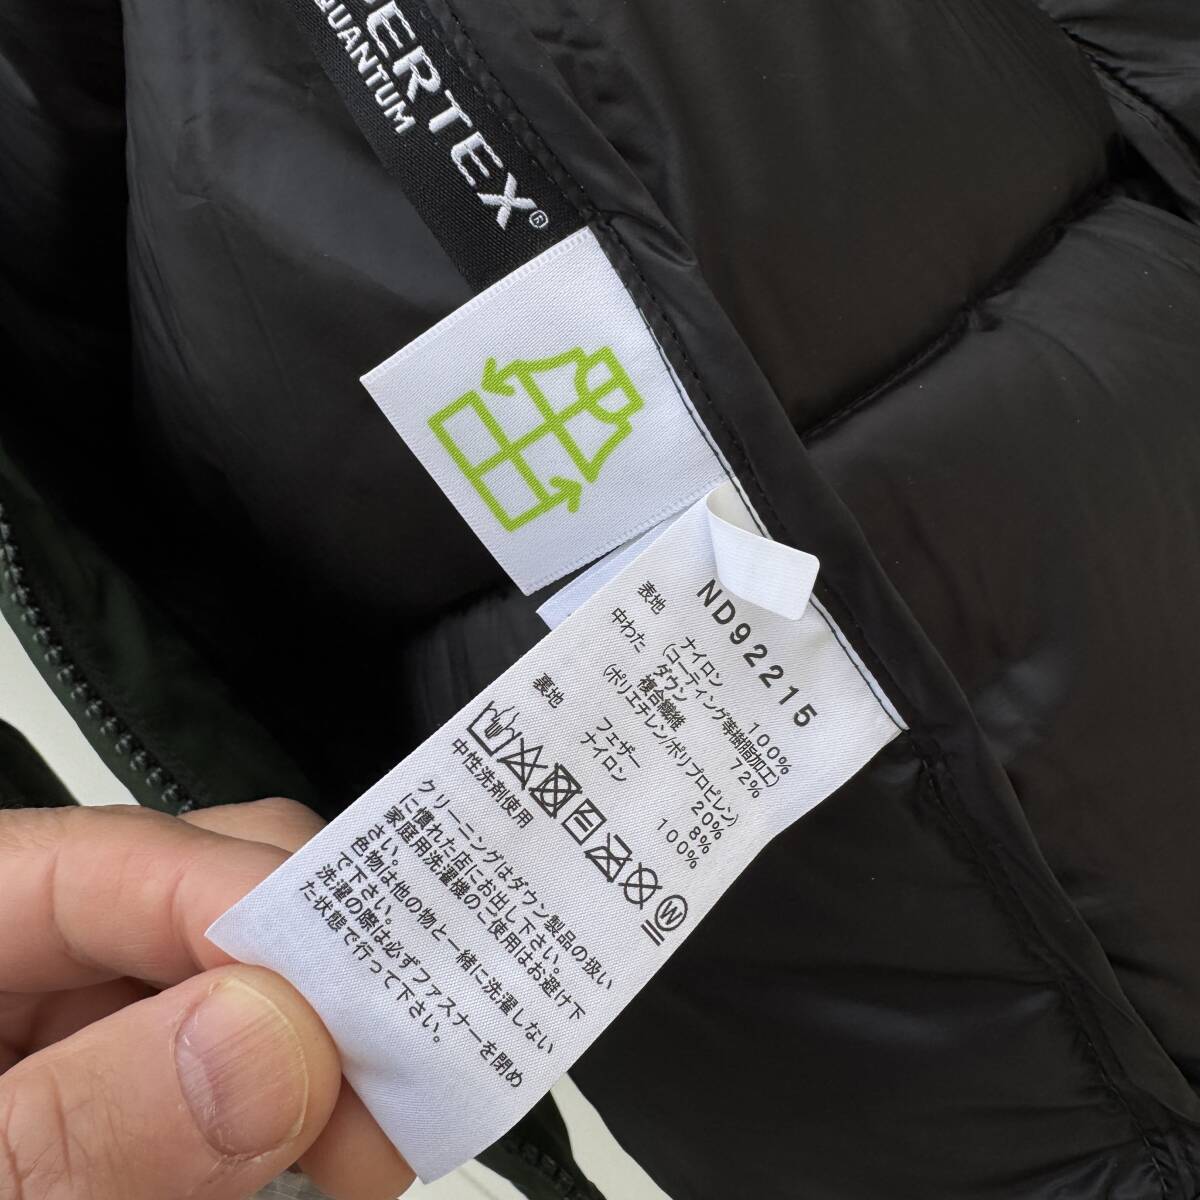 PERTEX®
QUANTUM
ND92215
表地 ナイロン 100%
(コーティング等樹脂加工)
中わた ダウン 72%
複合繊維
(ポリエチレン/ポリプロピレン)
20%
フェザー 8%
裏地 ナイロン 100%
W
中性洗剤使用
クリーニングはダウン製品の扱い
に慣れた店にお出し下さい。
家庭用洗濯機のご使用はお避け下
さい。
色物は他の物と一緒に洗濯しない
で下さい。
洗濯の際は必ずファスナーを閉め
た状態で行って下さい。